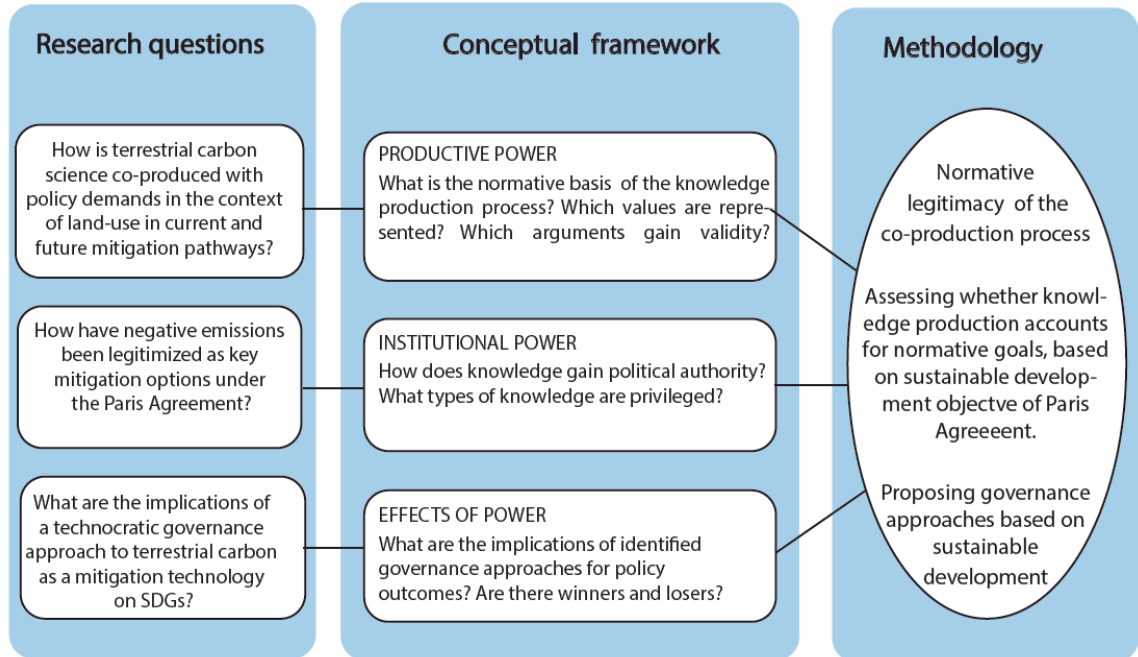 Research questions
Conceptual framework
Methodology
How is terrestrial carbon
science co-produced with
policy demands in the context
of land-use in current and
future mitigation pathways?
PRODUCTIVE POWER
What is the normative basis of the knowledge
production process? Which values are repre-
sented? Which arguments gain validity?
How have negative emissions
been legitimized as key
mitigation options under
the Paris Agreement?
INSTITUTIONAL POWER
How does knowledge gain political authority?
What types of knowledge are privileged?
What are the implications of
a technocratic governance
approach to terrestrial carbon
as a mitigation technology
on SDGs?
EFFECTS OF POWER
What are the implications of identified
governance approaches for policy
outcomes? Are there winners and losers?
Normative
legitimacy of the
co-production process
Assessing whether knowl-
edge production accounts
for normative goals, based
on sustainable develop-
ment objectve of Paris
Agreeeent.
Proposing governance
approaches based on
sustainable
development